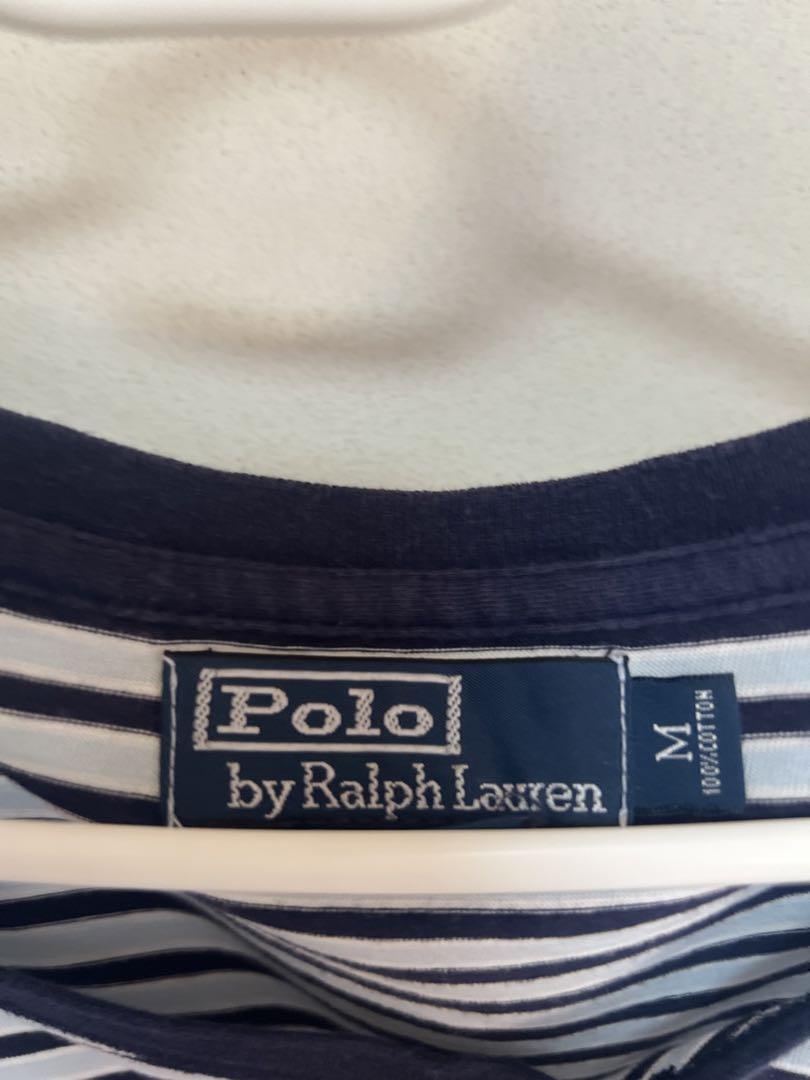 Polo
by Ralph Lauren
M
100% COTTON